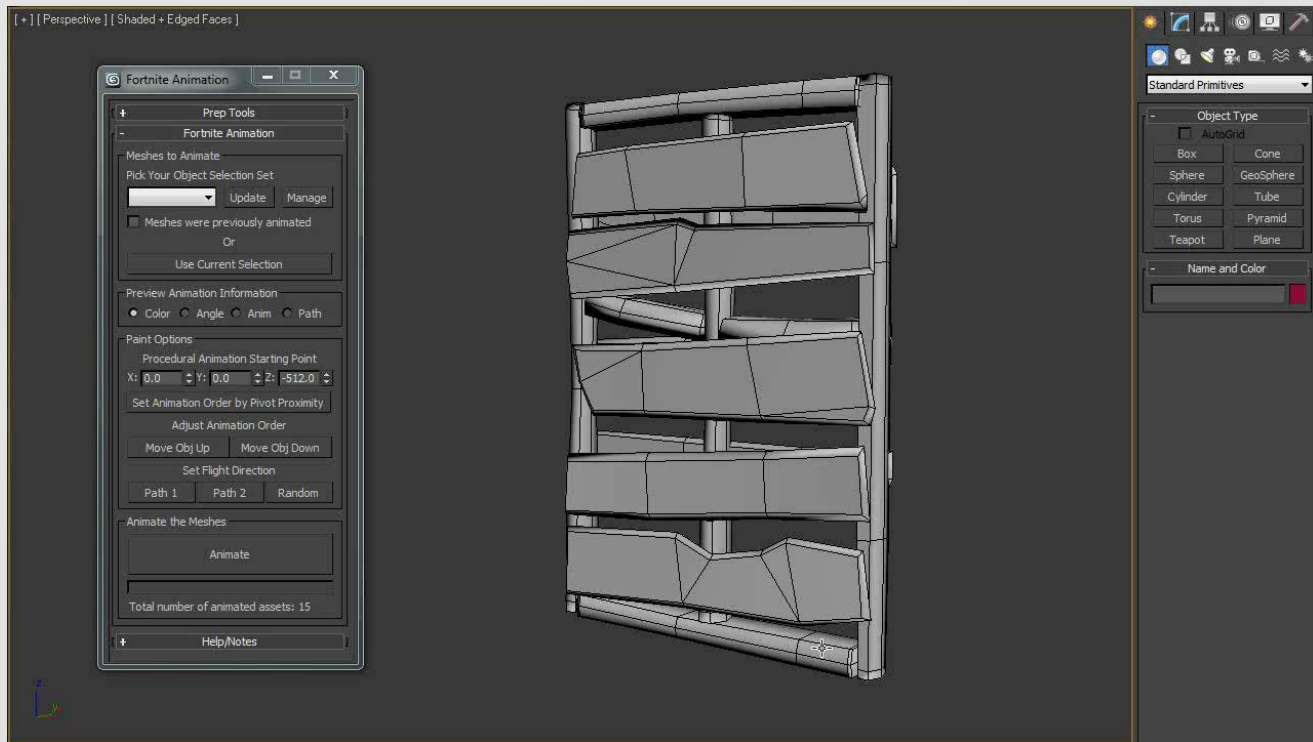 [ + ] [ Perspective ] [ Shaded + Edged Faces ]
Fortnite Animation
+ Prep Tools
- Fortnite Animation
Meshes to Animate
Pick Your Object Selection Set
Update Manage
Meshes were previously animated
Or
Use Current Selection
Preview Animation Information
Color Angle Anim Path
Paint Options
Procedural Animation Starting Point
X: 0.0 Y: 0.0 Z: -512.0
Set Animation Order by Pivot Proximity
Adjust Animation Order
Move Obj Up Move Obj Down
Set Flight Direction
Path 1 Path 2 Random
Animate the Meshes
Animate
Total number of animated assets: 15
+ Help/Notes
z
y
Standard Primitives
- Object Type
AutoGrid
Box Cone
Sphere GeoSphere
Cylinder Tube
Torus Pyramid
Teapot Plane
- Name and Color